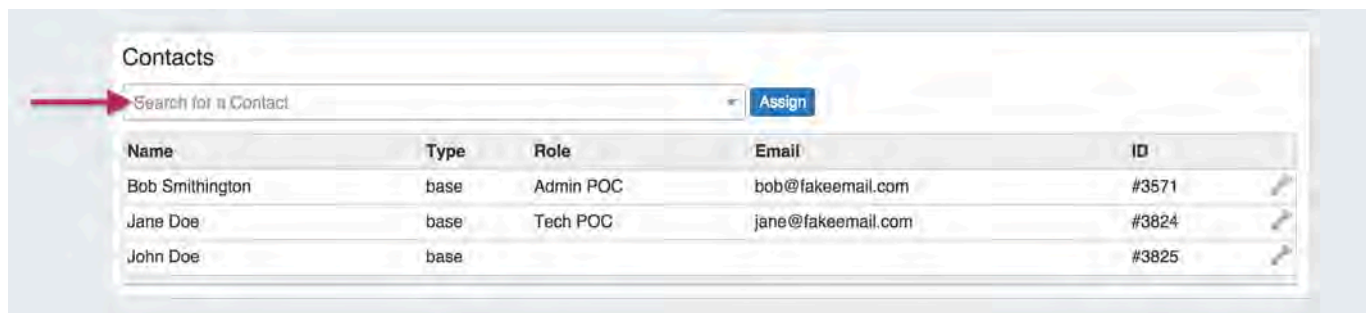 Contacts
Search for a Contact
Assign
Name Type Role Email ID
Bob Smithington base Admin POC bob@fakeemail.com #3571
Jane Doe base Tech POC jane@fakeemail.com #3824
John Doe base #3825